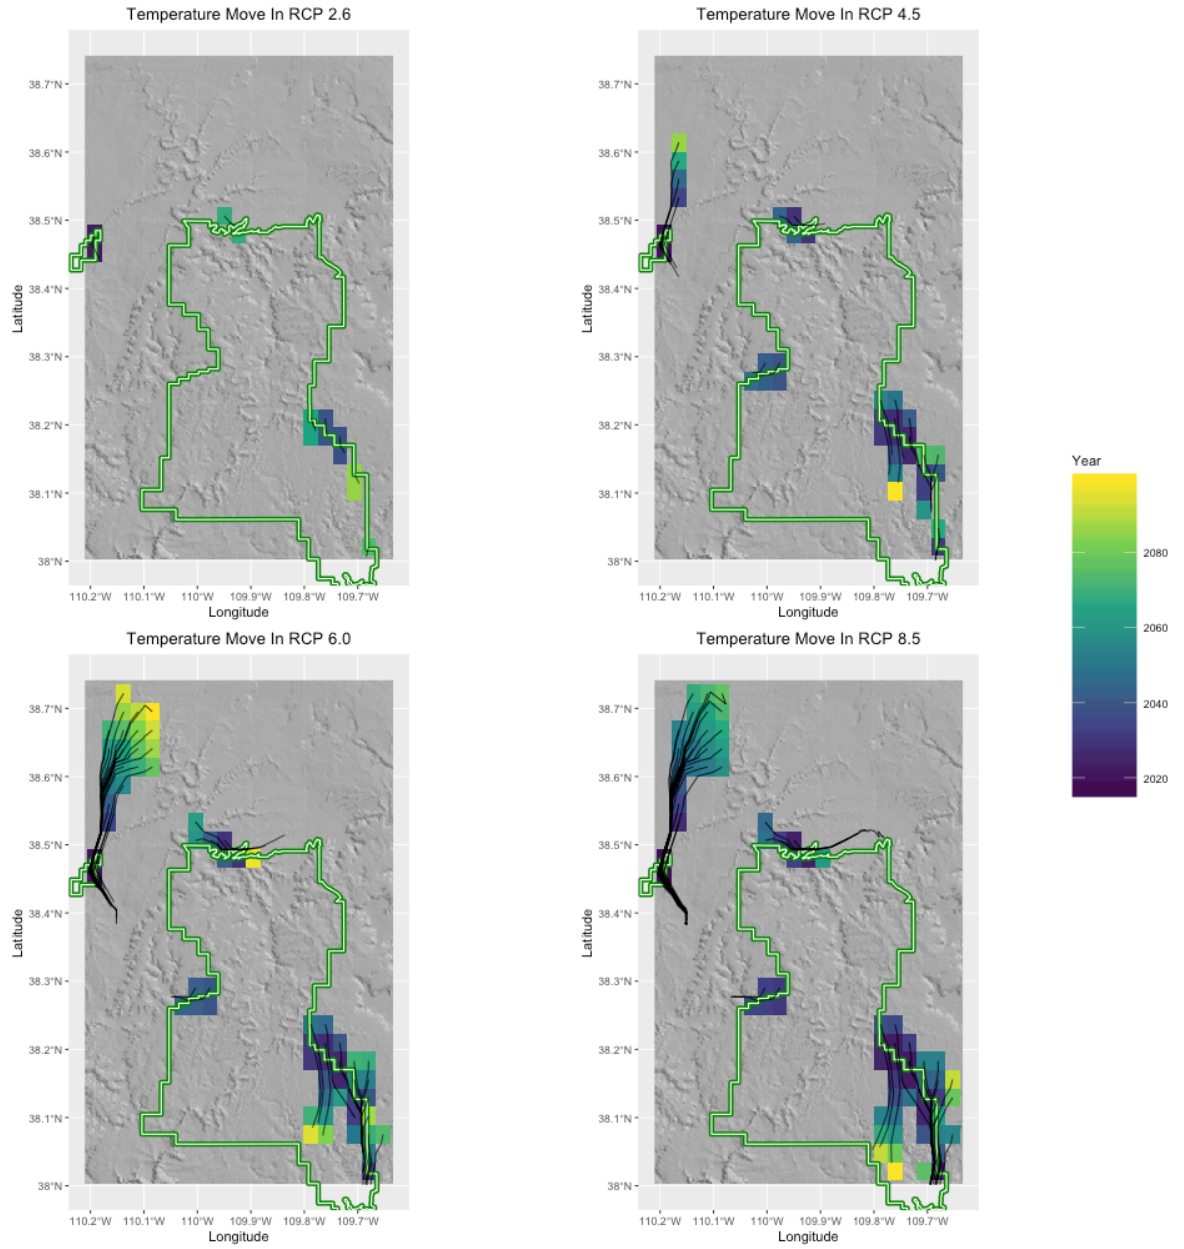 Temperature Move In RCP 2.6
38.7°N
38.6°N
38.5°N
38.4°N
38.3°N
38.2°N
38.1°N
38°N
Latitude
110.2°W 110.1°W 110°W 109.9°W 109.8°W 109.7°W
Longitude
Temperature Move In RCP 4.5
38.7°N
38.6°N
38.5°N
38.4°N
38.3°N
38.2°N
38.1°N
38°N
Latitude
110.2°W 110.1°W 110°W 109.9°W 109.8°W 109.7°W
Longitude
Year
2080
2060
2040
2020
Temperature Move In RCP 6.0
38.7°N
38.6°N
38.5°N
38.4°N
38.3°N
38.2°N
38.1°N
38°N
Latitude
110.2°W 110.1°W 110°W 109.9°W 109.8°W 109.7°W
Longitude
Temperature Move In RCP 8.5
38.7°N
38.6°N
38.5°N
38.4°N
38.3°N
38.2°N
38.1°N
38°N
Latitude
110.2°W 110.1°W 110°W 109.9°W 109.8°W 109.7°W
Longitude